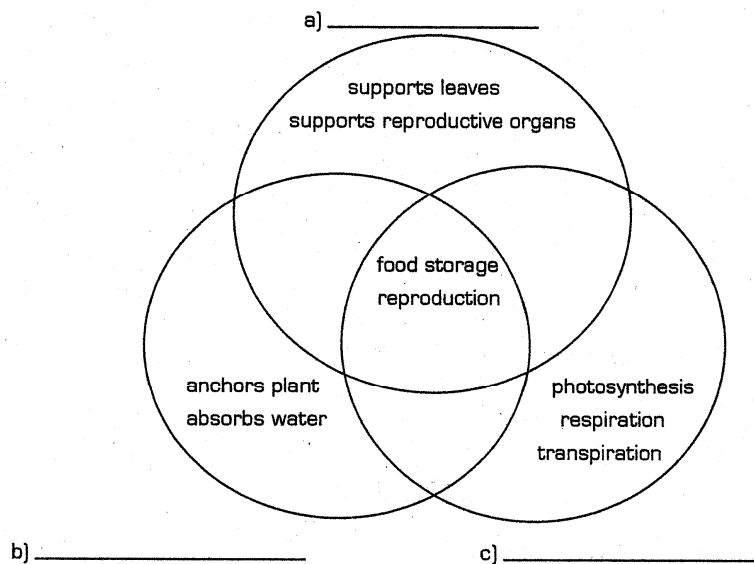 a)
supports leaves
supports reproductive organs
food storage
reproduction
anchors plant
absorbs water
photosynthesis
respiration
transpiration
b)
c)